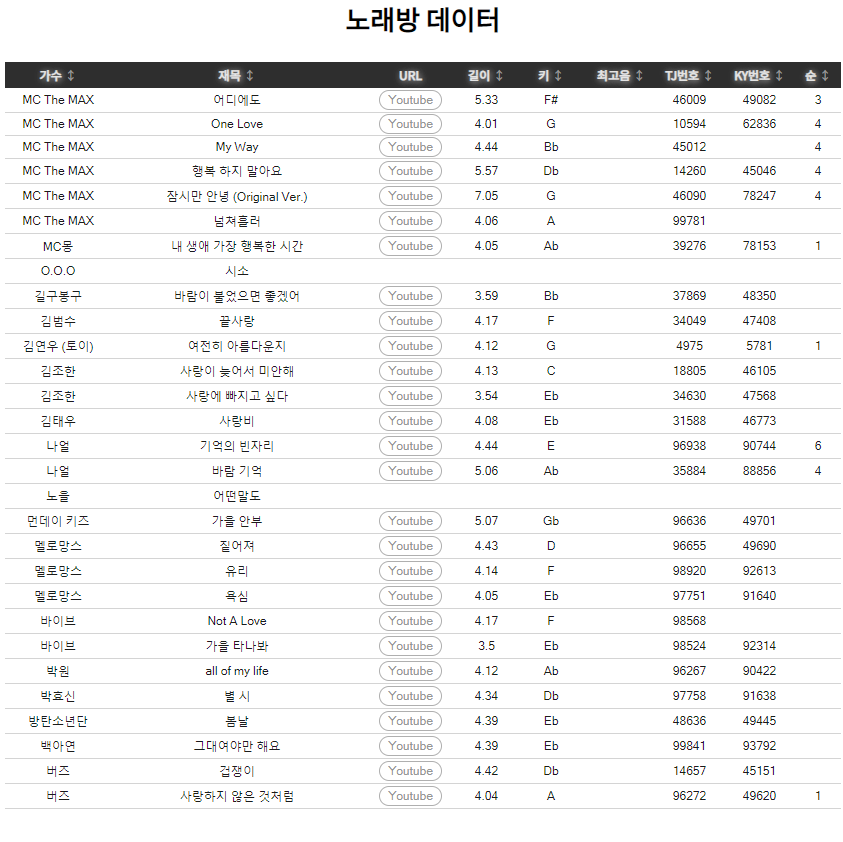 노래방 데이터
가수 ↕ 재목 ↕ URL 길이 ↕ 키 ↕ 최고음 ↕ TJ번호 ↕ KY번호 ↕ 순 ↕
MC The MAX 어디에도 Youtube 5.33 F# 46009 49082 3
MC The MAX One Love Youtube 4.01 G 10594 62836 4
MC The MAX My Way Youtube 4.44 Bb 45012 4
MC The MAX 행복 하지 말아요 Youtube 5.57 Db 14260 45046 4
MC The MAX 잠시만 안녕 (Original Ver.) Youtube 7.05 G 46090 78247 4
MC The MAX 넘쳐흘러 Youtube 4.06 A 99781
MC몽 내 생애 가장 행복한 시간 Youtube 4.05 Ab 39276 78153 1
O.O.O 시소
길구봉구 바람이 불었으면 좋겠어 Youtube 3.59 Bb 37869 48350
김범수 끝사랑 Youtube 4.17 F 34049 47408
김연우 (토이) 여전히 아름다운지 Youtube 4.12 G 4975 5781 1
김조한 사랑이 늦어서 미안해 Youtube 4.13 C 18805 46105
김조한 사랑에 빠지고 싶다 Youtube 3.54 Eb 34630 47568
김태우 사랑비 Youtube 4.08 Eb 31588 46773
나얼 기억의 빈자리 Youtube 4.44 E 96938 90744 6
나얼 바람 기억 Youtube 5.06 Ab 35884 88856 4
노을 어떤말도
먼데이 키즈 가을 안부 Youtube 5.07 Gb 96636 49701
멜로망스 짙어져 Youtube 4.43 D 96655 49690
멜로망스 유리 Youtube 4.14 F 98920 92613
멜로망스 욕심 Youtube 4.05 Eb 97751 91640
바이브 Not A Love Youtube 4.17 F 98568
바이브 가을 타나봐 Youtube 3.5 Eb 98524 92314
박원 all of my life Youtube 4.12 Ab 96267 90422
박효신 별 시 Youtube 4.34 Db 97758 91638
방탄소년단 봄날 Youtube 4.39 Eb 48636 49445
백아연 그대여야만 해요 Youtube 4.39 Eb 99841 93792
버즈 겁쟁이 Youtube 4.42 Db 14657 45151
버즈 사랑하지 않은 것처럼 Youtube 4.04 A 96272 49620 1